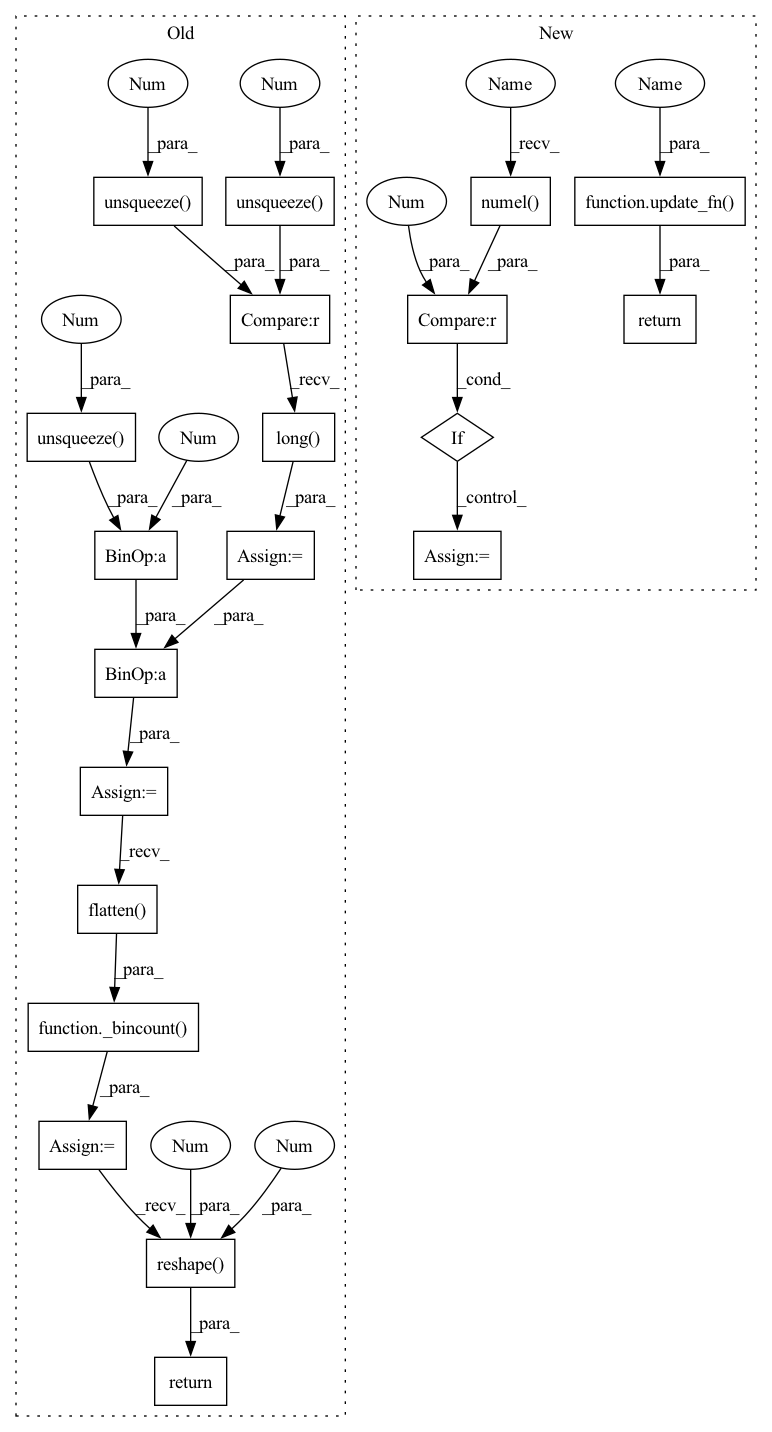 Old
New
Num
Num
Name
Name
_para_
_para_
_recv_
_para_
unsqueeze()
unsqueeze()
Num
numel()
function.update_fn()
_para_
_para_
_para_
_para_
_para_
Num
Compare:r
Compare:r
return
_para_
_recv_
_cond_
unsqueeze()
Num
long()
If
_para_
_para_
_para_
_control_
BinOp:a
Assign:=
Assign:=
_para_
_para_
BinOp:a
_para_
Assign:=
_recv_
flatten()
_para_
function._bincount()
_para_
Assign:=
Num
Num
_recv_
_para_
_para_
reshape()
_para_
return